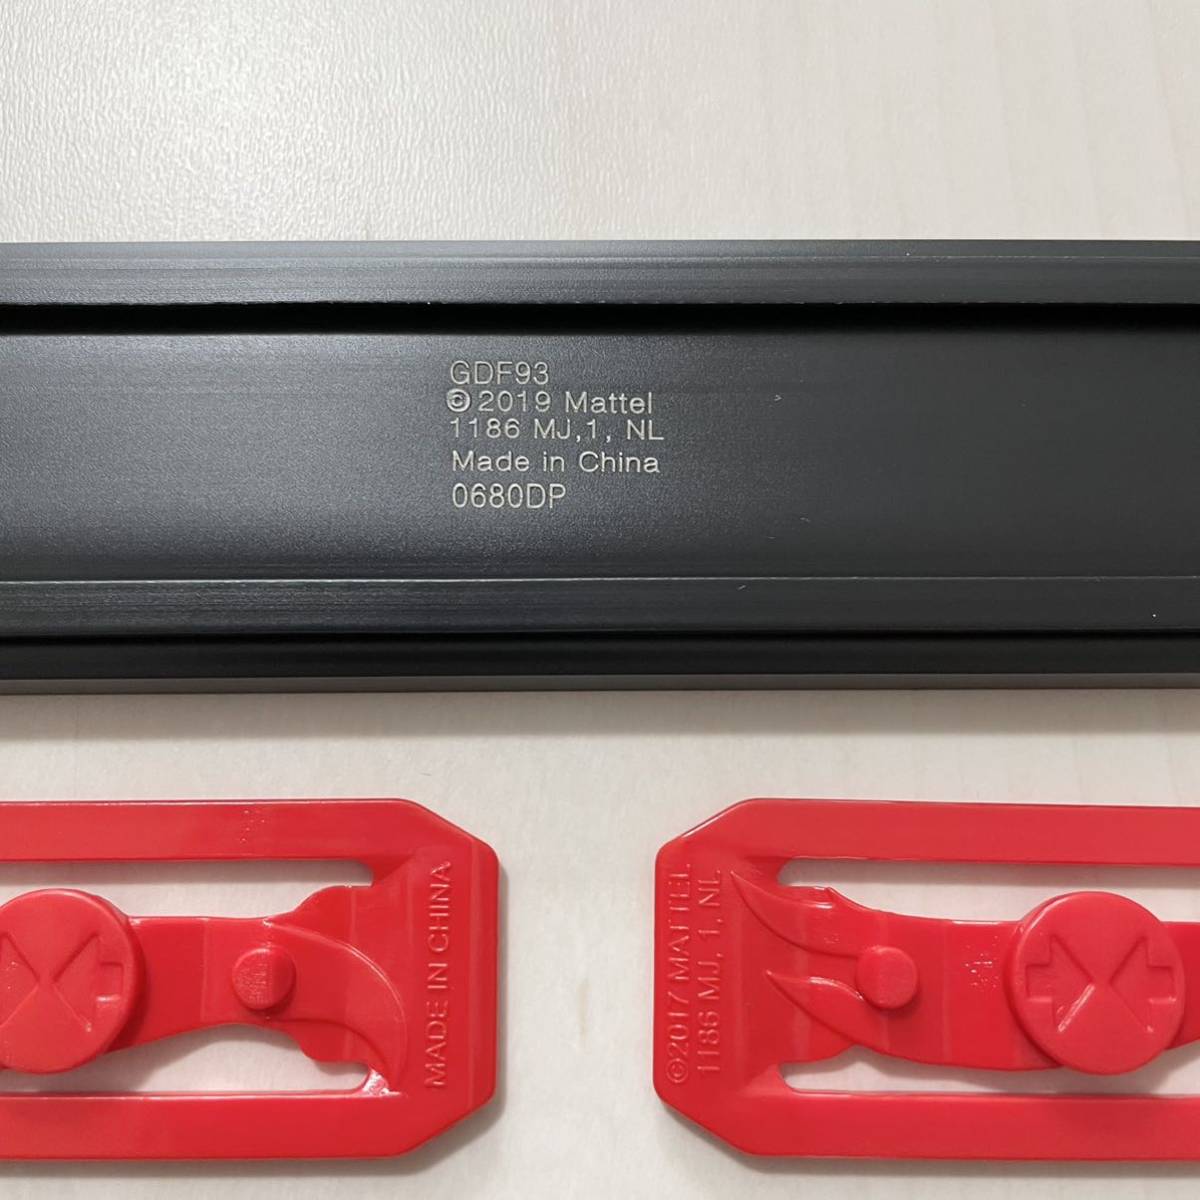 GDF93
©2019 Mattel
1186 MJ,1, NL
Made in China
0680DP
MADE IN CHINA
©2017 MATTEL
1186 MJ, 1, NL